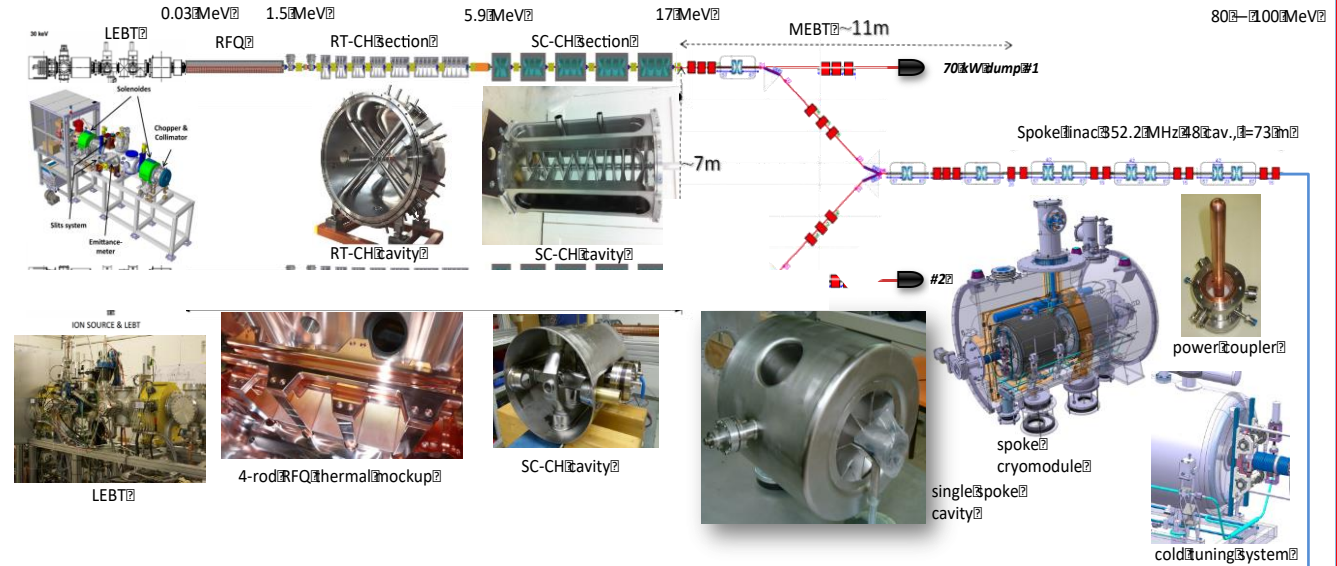 0.03 MeV
1.5 MeV
5.9 MeV
17 MeV
80 — 100 MeV
30 keV
LEBT
RFQ
RT-CH section
SC-CH section
MEBT ~11m
70 kW dump #1
Solenoides
Chopper &
Collimator
Slits system
Emittance-
meter
RT-CH cavity
SC-CH cavity
~7m
Spoke linac 352.2 MHz 48 cav., l=73 m
#2
ION SOURCE & LEBT
LEBT
4-rod RFQ thermal mockup
SC-CH cavity
single spoke
cavity
spoke
cryomodule
power coupler
cold tuning system